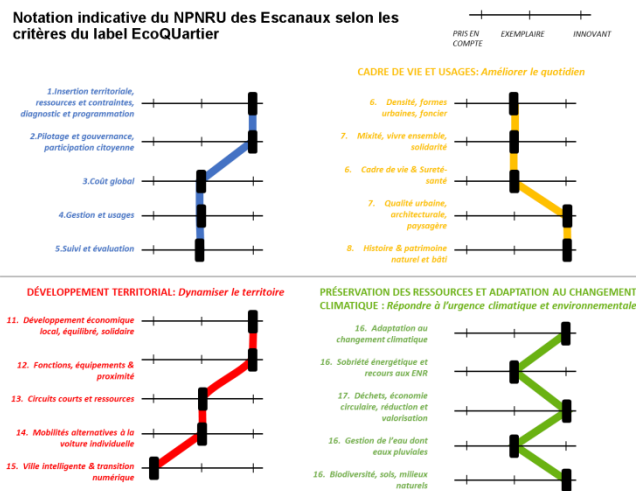 Notation indicative du NPNRU des Escanaux selon les
critères du label EcoQUartier
PRIS EN
COMPTE
EXEMPLAIRE
INNOVANT
1.Insertion territoriale,
ressources et contraintes,
diagnostic et programmation
2.Pilotage et gouvernance,
participation citoyenne
3.Coût global
4.Gestion et usages
5.Suivi et évaluation
CADRE DE VIE ET USAGES: Améliorer le quotidien
6. Densité, formes
urbaines, foncier
7. Mixité, vivre ensemble,
solidarité
6. Cadre de vie & Sureté-
santé
7. Qualité urbaine,
architecturale,
paysagère
8. Histoire & patrimoine
naturel et bâti
DÉVELOPPEMENT TERRITORIAL: Dynamiser le territoire
11. Développement économique
local, équilibré, solidaire
12. Fonctions, équipements &
proximité
13. Circuits courts et ressources
14. Mobilités alternatives à la
voiture individuelle
15. Ville intelligente & transition
numérique
PRÉSERVATION DES RESSOURCES ET ADAPTATION AU CHANGEMENT
CLIMATIQUE : Répondre à l'urgence climatique et environnementale
16. Adaptation au
changement climatique
16. Sobriété énergétique et
recours aux ENR
17. Déchets, économie
circulaire, réduction et
valorisation
16. Gestion de l'eau dont
eaux pluviales
16. Biodiversité, sols, milieux
naturels